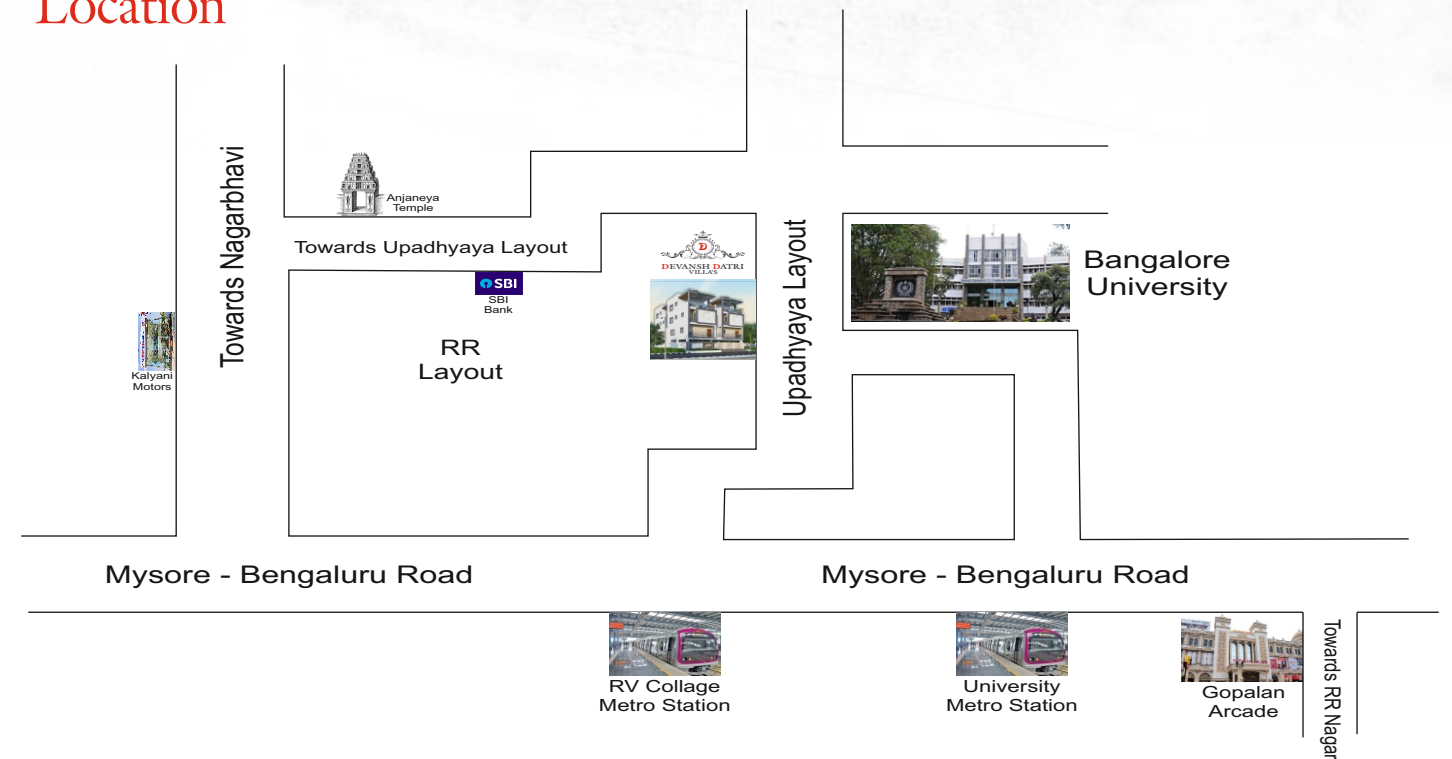 Location
Towards Nagarbhavi
Anjaneya
Temple
Towards Upadhyaya Layout
SBI
SBI
Bank
RR
Layout
Kalyani
Motors
D
DEVANSH DATRI
VILLA'S
Upadhyaya Layout
Bangalore
University
Mysore - Bengaluru Road
Mysore - Bengaluru Road
RV Collage
Metro Station
University
Metro Station
Gopalan
Arcade
Towards RR Nagar